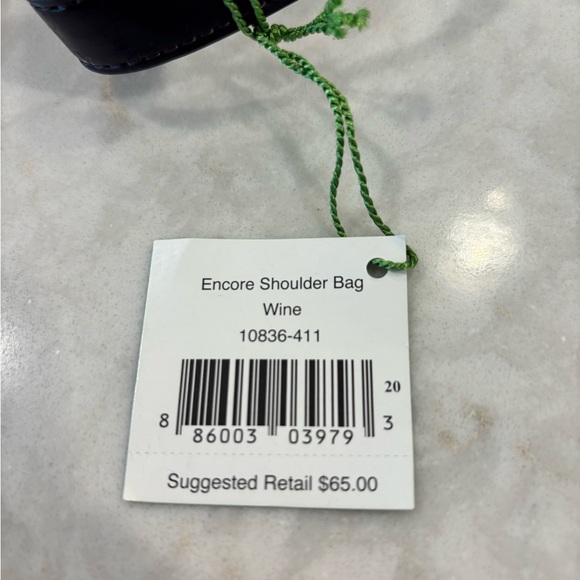 Encore Shoulder Bag
Wine
10836-411
20
8 86003 03979 3
Suggested Retail $65.00